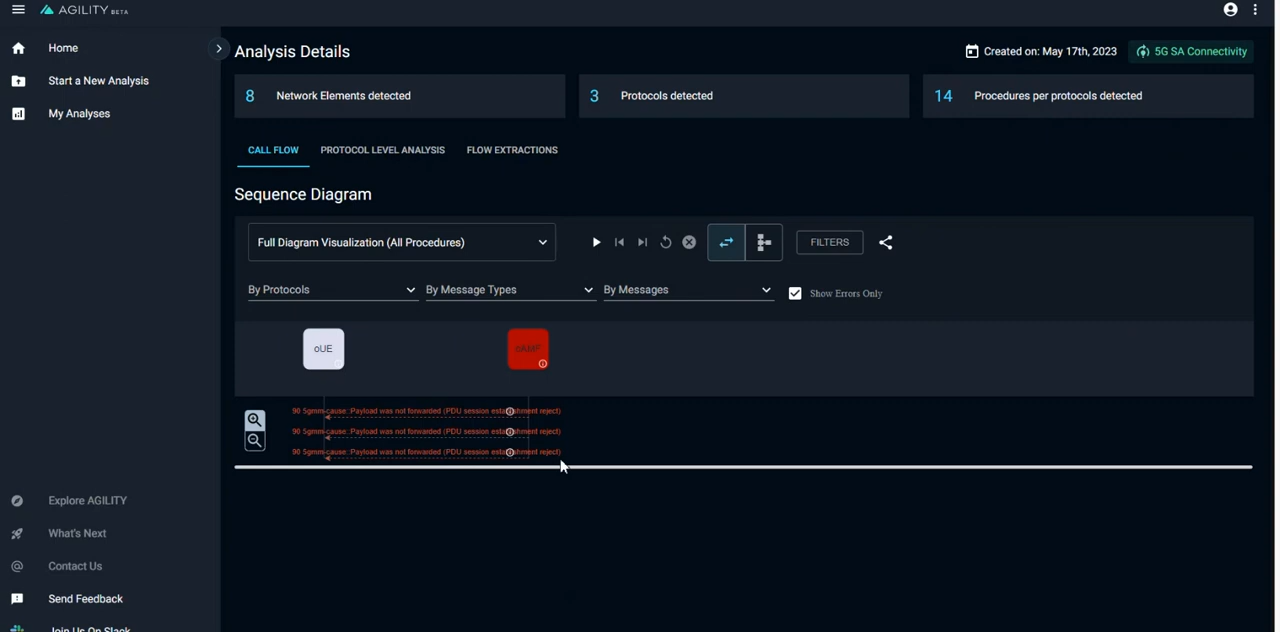 AGILITY BETA
Home
Start a New Analysis
My Analyses
Explore AGILITY
What's Next
Contact Us
Send Feedback
Join Us On Slack
Analysis Details
Created on: May 17th, 2023
5G SA Connectivity
8 Network Elements detected
3 Protocols detected
14 Procedures per protocols detected
CALL FLOW PROTOCOL LEVEL ANALYSIS FLOW EXTRACTIONS
Sequence Diagram
Full Diagram Visualization (All Procedures)
FILTERS
By Protocols By Message Types By Messages Show Errors Only
oUE
90 5gmm-cause::Payload was not forwarded (PDU session establishment reject)
90 5gmm-cause::Payload was not forwarded (PDU session establishment reject)
90 5gmm-cause::Payload was not forwarded (PDU session establishment reject)